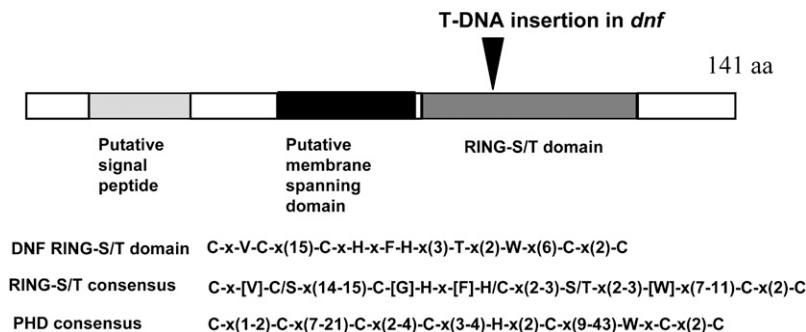 T-DNA insertion in dnf
141 aa
Putative
signal
peptide
Putative
membrane
spanning
domain
RING-S/T domain
DNF RING-S/T domain C-x-V-C-x(15)-C-x-H-x-F-H-x(3)-T-x(2)-W-x(6)-C-x(2)-C
RING-S/T consensus C-x-[V]-C/S-x(14-15)-C-[G]-H-x-[F]-H/C-x(2-3)-S/T-x(2-3)-[W]-x(7-11)-C-x(2)-C
PHD consensus C-x(1-2)-C-x(7-21)-C-x(2-4)-C-x(3-4)-H-x(2)-C-x(9-43)-W-x-C-x(2)-C